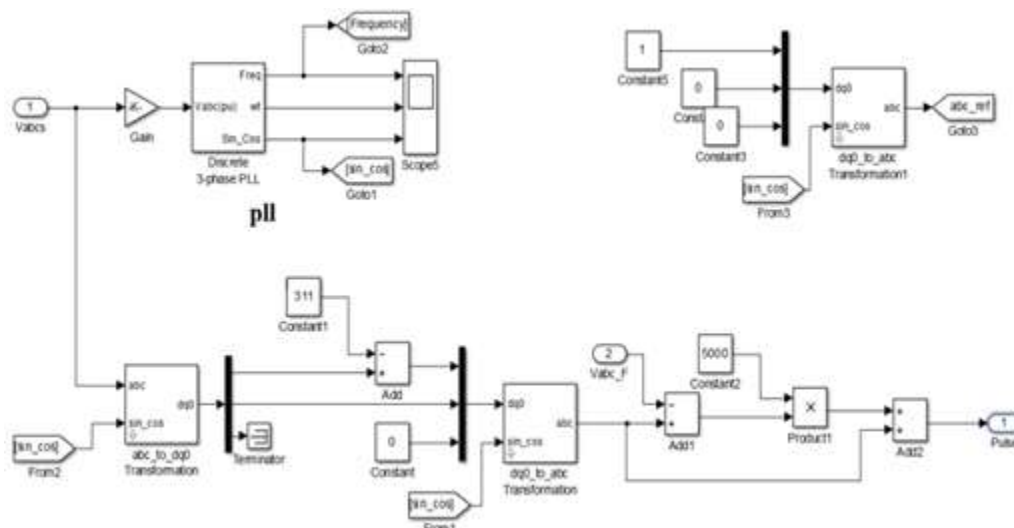 [Frequency]
Goto2
1
Vabcs
Gain
Vabc(pu)
Freq
wt
Sin_Cos
Discrete
3-phase PLL
Scope5
[sin_cos]
Goto1
pll
1
Constant5
0
0
Constant3
dq0
sin_cos
abc
dq0_to_abc
Transformation1
abc_ref
Goto3
[sin_cos]
From3
311
Constant1
Add
abc
sin_cos
dq0
abc_to_dq0
Transformation
[sin_cos]
From2
Terminator
0
Constant
dq0
sin_cos
abc
dq0_to_abc
Transformation
[sin_cos]
2
Vabc_F
5000
Constant2
Add1
×
Product1
Add2
1
Pulse